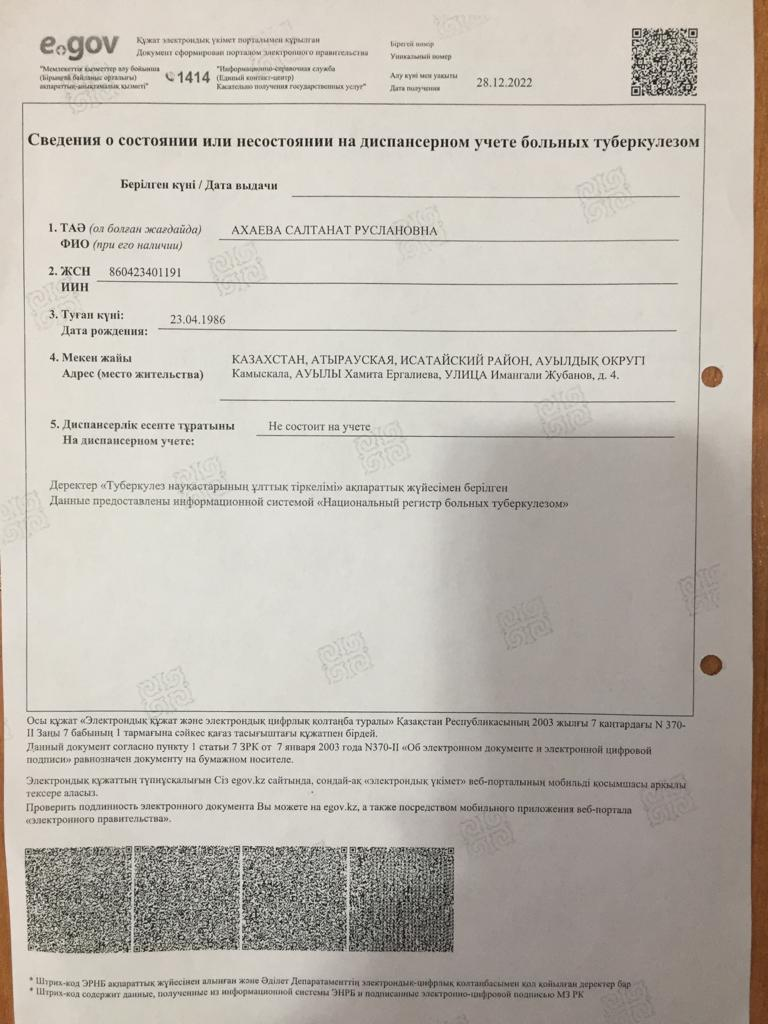 e.gov
Құжат электрондық үкімет порталымен құрылған
Документ сформирован порталом электронного правительства
"Мемлекеттік қызметтер алу бойынша
(Бірыңғай байланыс орталығы)
ақпараттық-анықтамалық қызметі"
1414
"Информационно-справочная служба
(Единый контакт-центр)
Касательно получения государственных услуг"
Бірегей нөмір
Уникальный номер
Алу күні мен уақыты
Дата получения
28.12.2022
Сведения о состоянии или несостоянии на диспансерном учете больных туберкулезом
Берілген күні / Дата выдачи
1. ТАӘ (ол болған жағдайда)
ФИО (при его наличии)
АХАЕВА САЛТАНАТ РУСЛАНОВНА
2. ЖСН
ИИН
860423401191
3. Туған күні:
Дата рождения:
23.04.1986
4. Мекен жайы
Адрес (место жительства)
КАЗАХСТАН, АТЫРАУСКАЯ, ИСАТАЙСКИЙ РАЙОН, АУЫЛДЫҚ ОКРУГІ
Камыскала, АУЫЛЫ Хамита Ергалиева, УЛИЦА Имангали Жубанов, д. 4.
5. Диспансерлік есепте тұратыны
На диспансерном учете:
Не состоит на учете
Деректер «Туберкулез науқастарының ұлттық тіркелімі» ақпараттық жүйесімен берілген
Данные предоставлены информационной системой «Национальный регистр больных туберкулезом»
Осы құжат «Электрондық құжат және электрондық цифрлық қолтаңба туралы» Қазақстан Республикасының 2003 жылғы 7 қаңтардағы N 370-
II Заңы 7 бабының 1 тармағына сәйкес қағаз тасығыштағы құжатпен бірдей.
Данный документ согласно пункту 1 статьи 7 ЗРК от 7 января 2003 года N370-II «Об электронном документе и электронной цифровой
подписи» равнозначен документу на бумажном носителе.
Электрондық құжаттың түпнұсқалығын Сіз egov.kz сайтында, сондай-ақ «электрондық үкімет» веб-порталының мобильді қосымшасы арқылы
тексере аласыз.
Проверить подлинность электронного документа Вы можете на egov.kz, а также посредством мобильного приложения веб-портала
«электронного правительства».
* Штрих-код ЭРНБ ақпараттық жүйесінен алынған және Әділет Департаментінің электрондық-цифрлық қолтанбасымен қол қойылған деректер бар
* Штрих-код содержит данные, полученные из информационной системы ЭНРБ и подписанные электронно-цифровой подписью МЗ РК